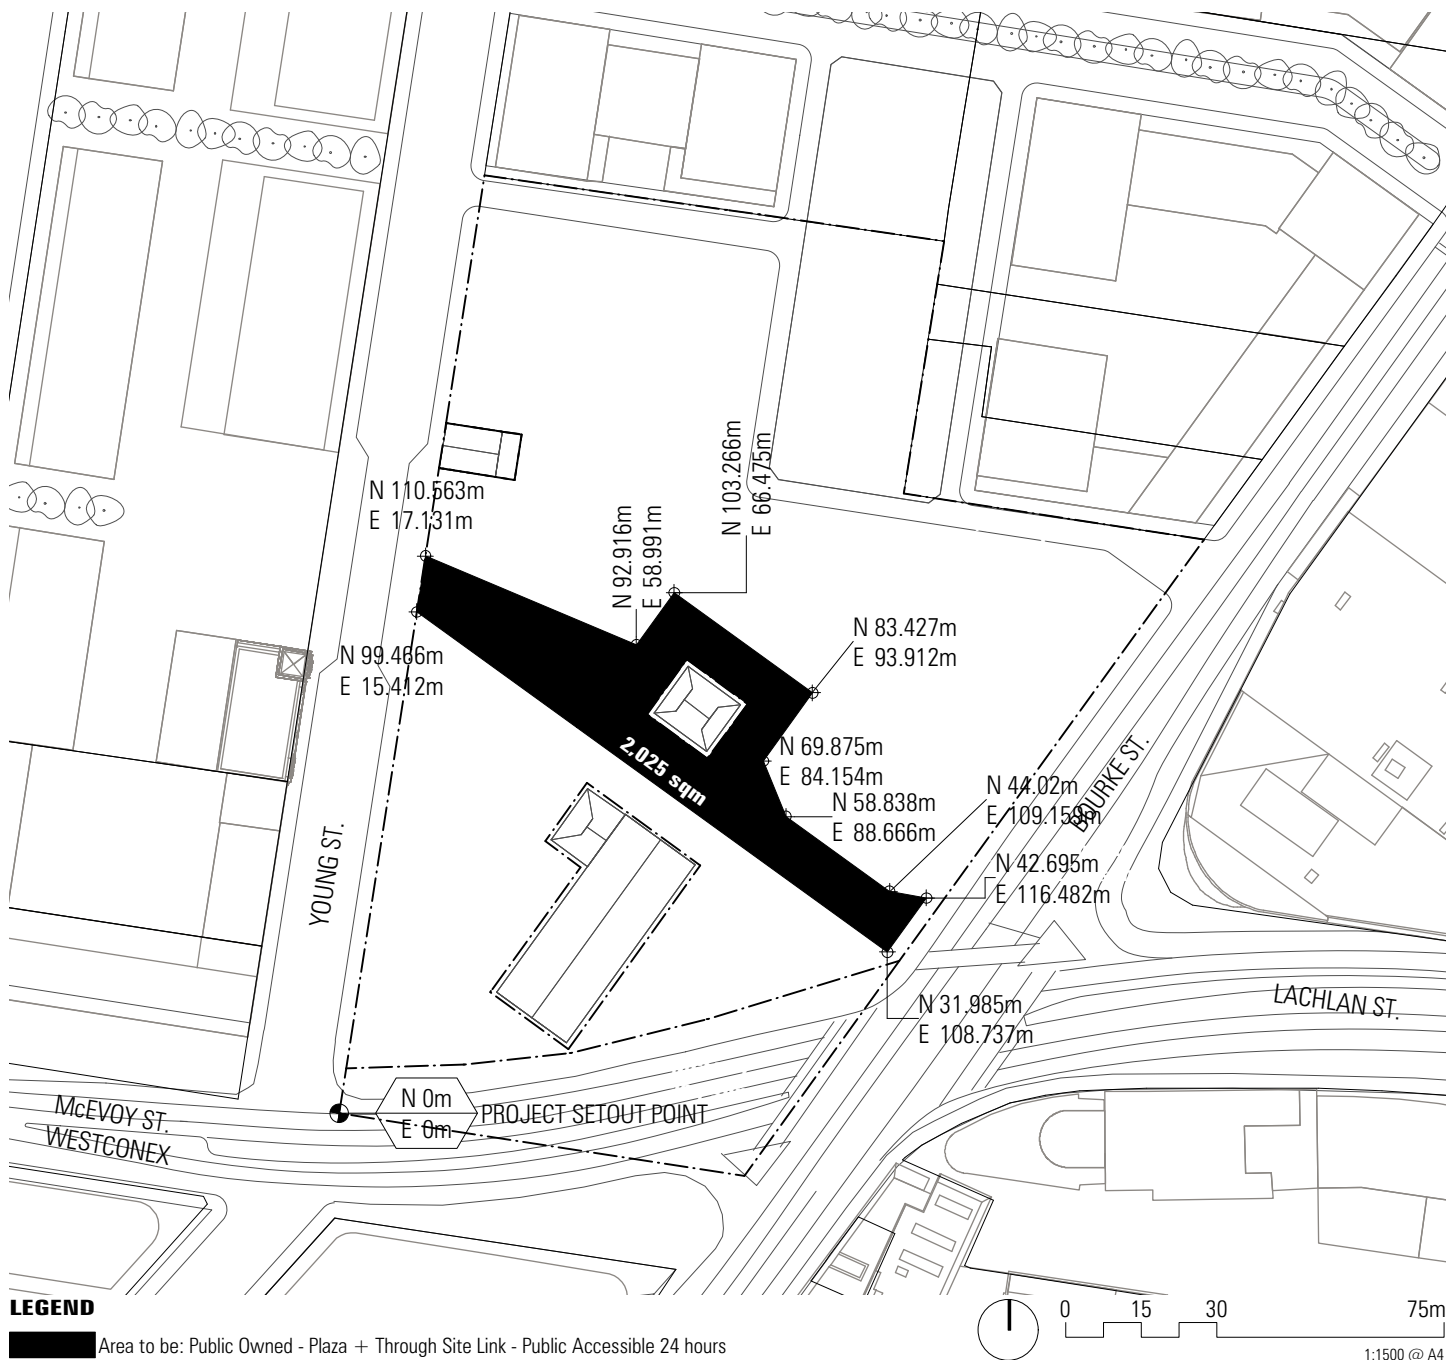 N 110.563m
E 17.131m
N 92.916m
E 58.991m
N 103.266m
E 66.475m
N 83.427m
E 93.912m
N 99.466m
E 15.412m
N 69.875m
E 84.154m
N 58.838m
E 88.666m
2,025 sqm
N 44.02m
E 109.159m
BOURKE ST.
N 42.695m
E 116.482m
YOUNG ST.
N 31.985m
E 108.737m
LACHLAN ST.
N 0m
E 0m
PROJECT SETOUT POINT
McEVOY ST.
WESTCONEX
LEGEND
Area to be: Public Owned - Plaza + Through Site Link - Public Accessible 24 hours
0 15 30 75m
1:1500 @ A4